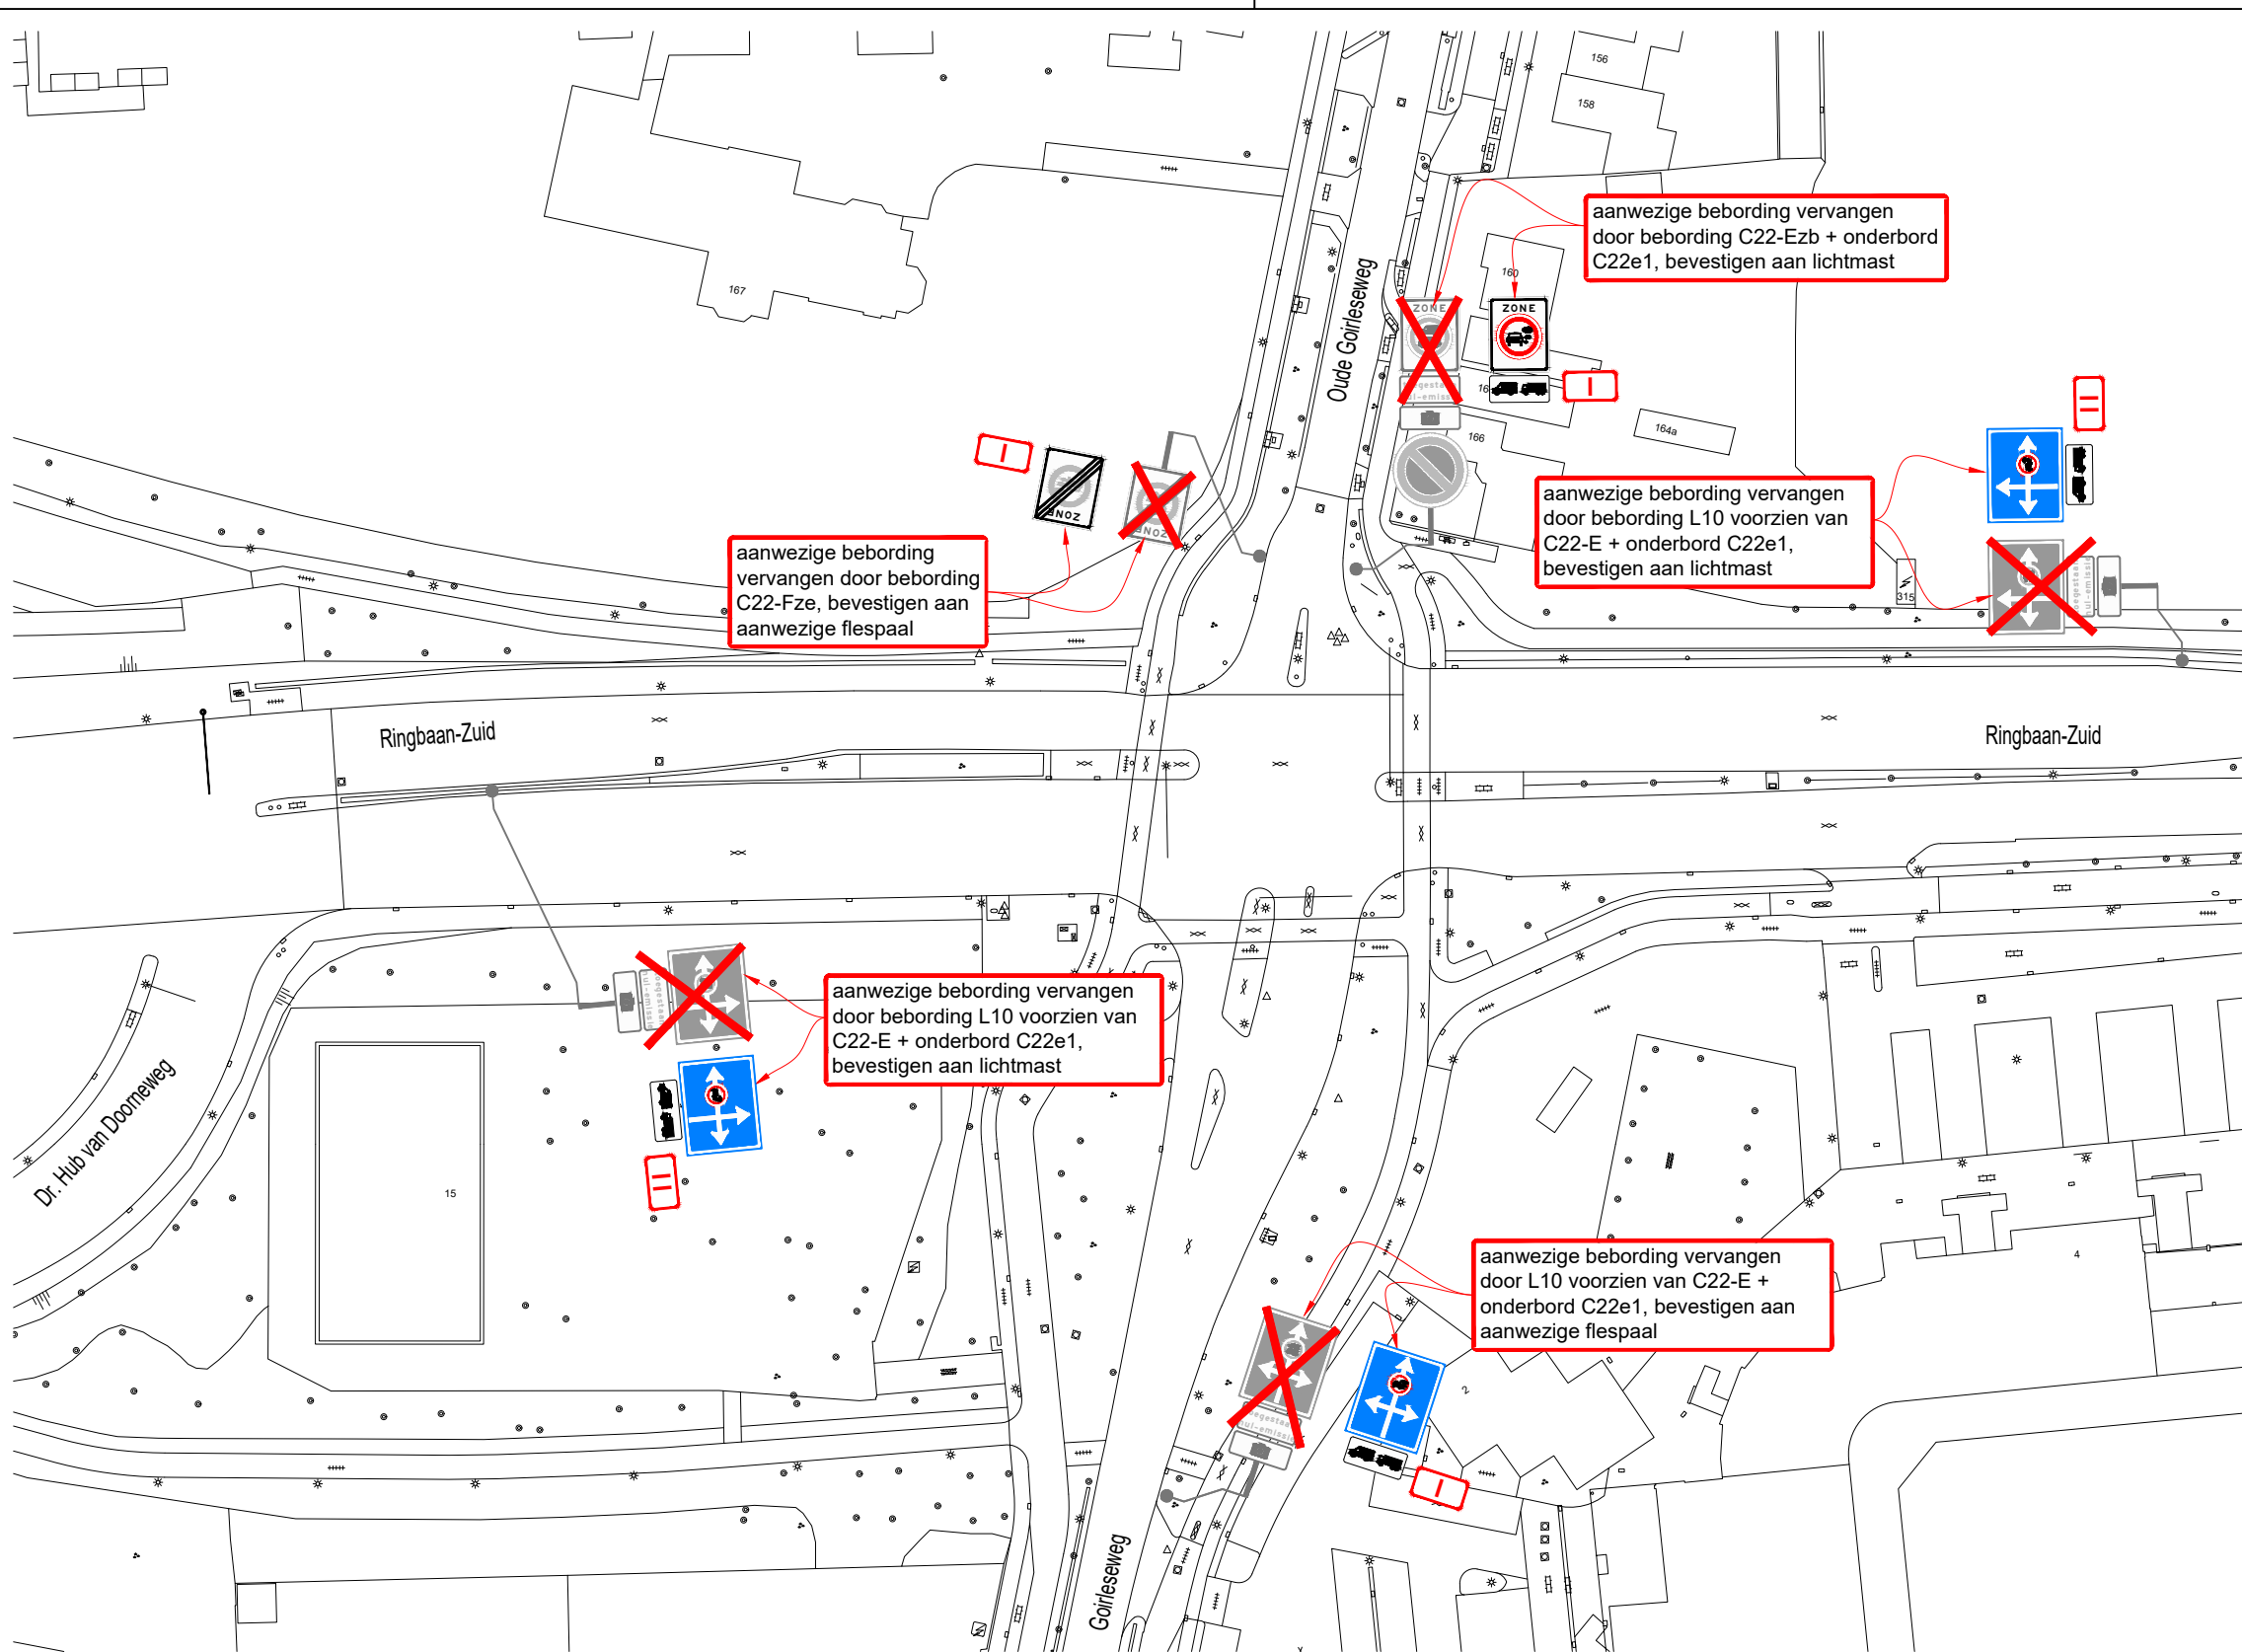 156
158
aanwezige bebording vervangen
door bebording C22-Ezb + onderbord
C22e1, bevestigen aan lichtmast
167
Oude Goirleseweg
160
ZONE
ZONE
164a
166
aanwezige bebording vervangen
door bebording L10 voorzien van
C22-E + onderbord C22e1,
bevestigen aan lichtmast
ZONE
ZONE
aanwezige bebording
vervangen door bebording
C22-Fze, bevestigen aan
aanwezige flespaal
315
Ringbaan-Zuid
Ringbaan-Zuid
aanwezige bebording vervangen
door bebording L10 voorzien van
C22-E + onderbord C22e1,
bevestigen aan lichtmast
Dr. Hub van Doorneweg
15
4
aanwezige bebording vervangen
door L10 voorzien van C22-E +
onderbord C22e1, bevestigen aan
aanwezige flespaal
2
Goirleseweg